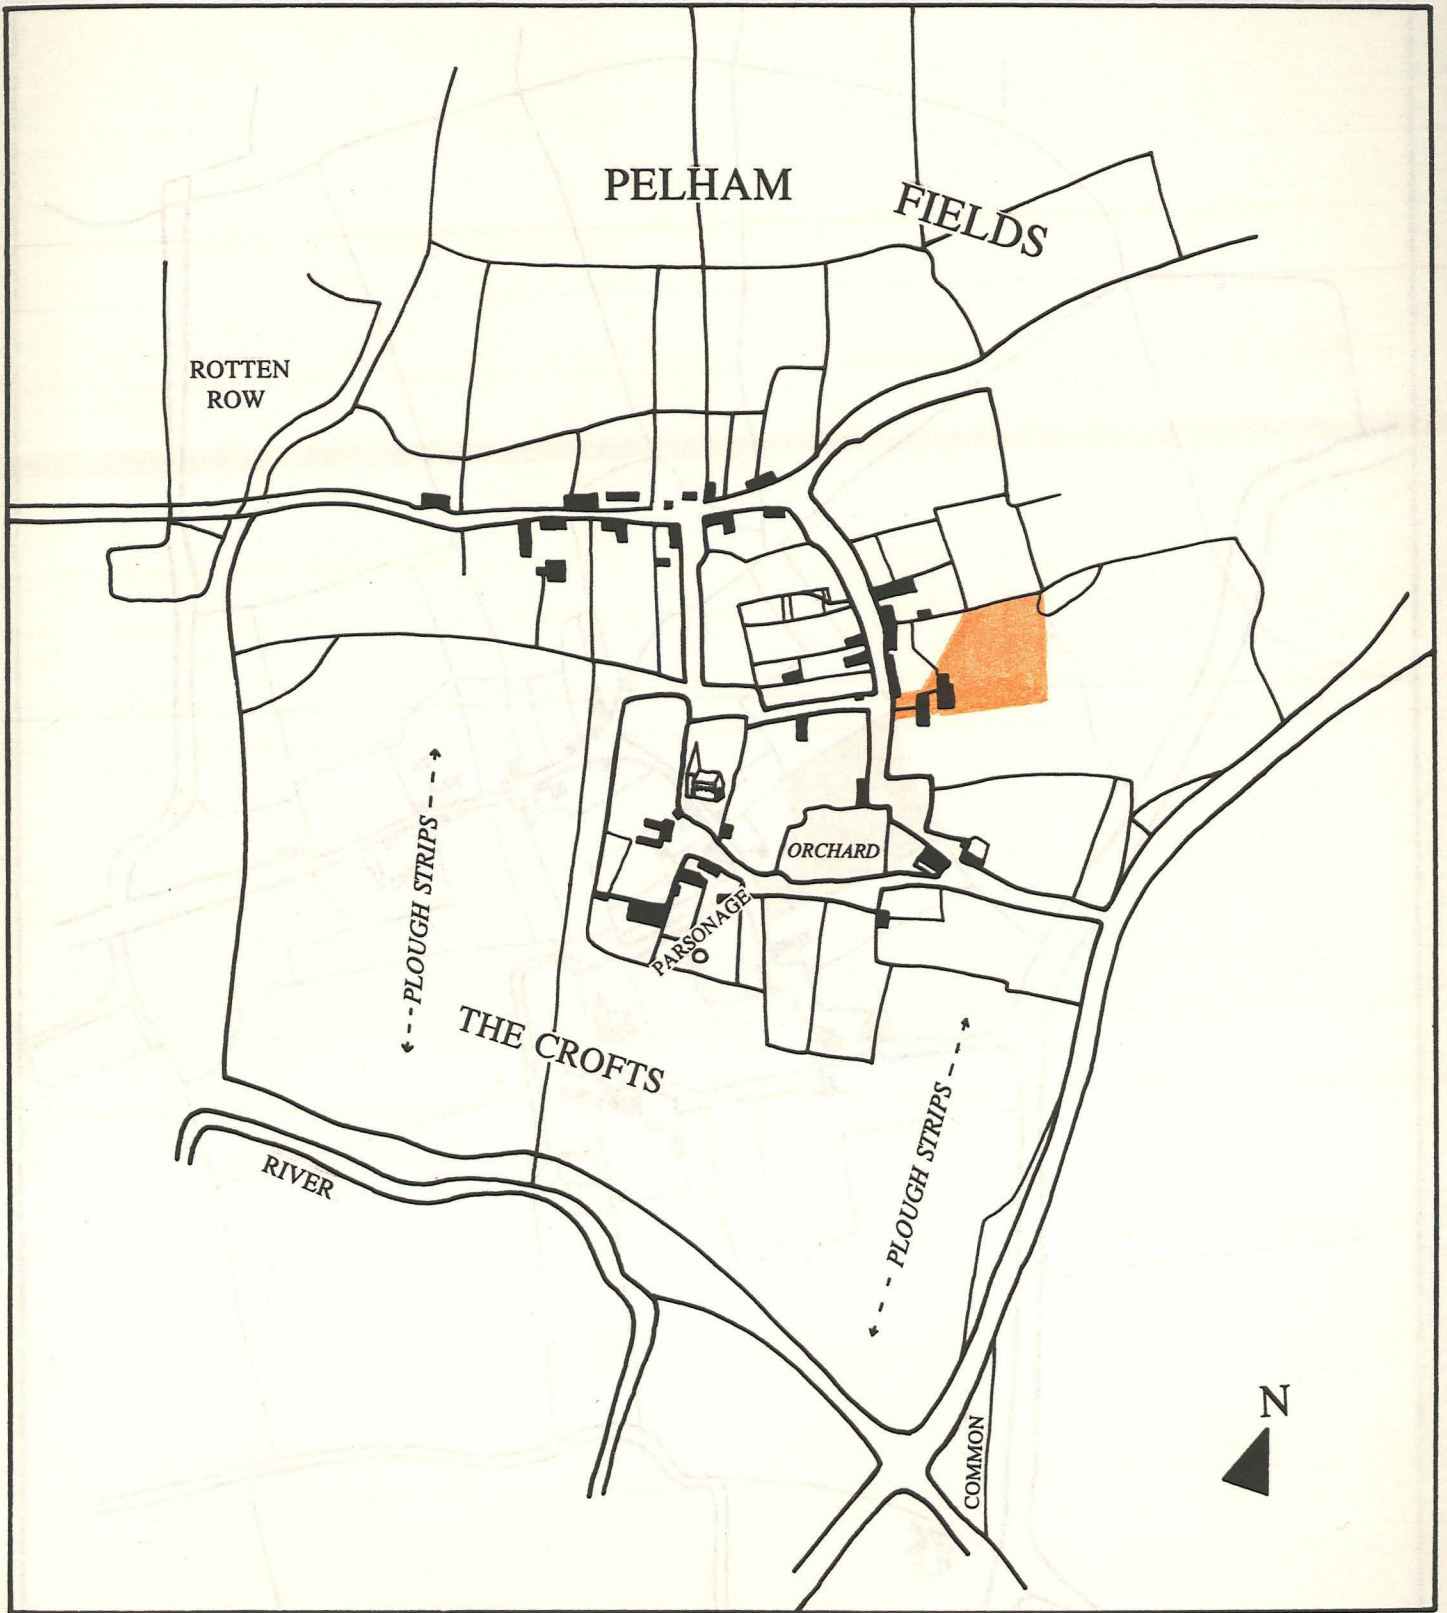 PELHAM
FIELDS
ROTTEN
ROW
ORCHARD
PLOUGH STRIPS
PARSONAGE
THE CROFTS
PLOUGH STRIPS
RIVER
N
COMMON